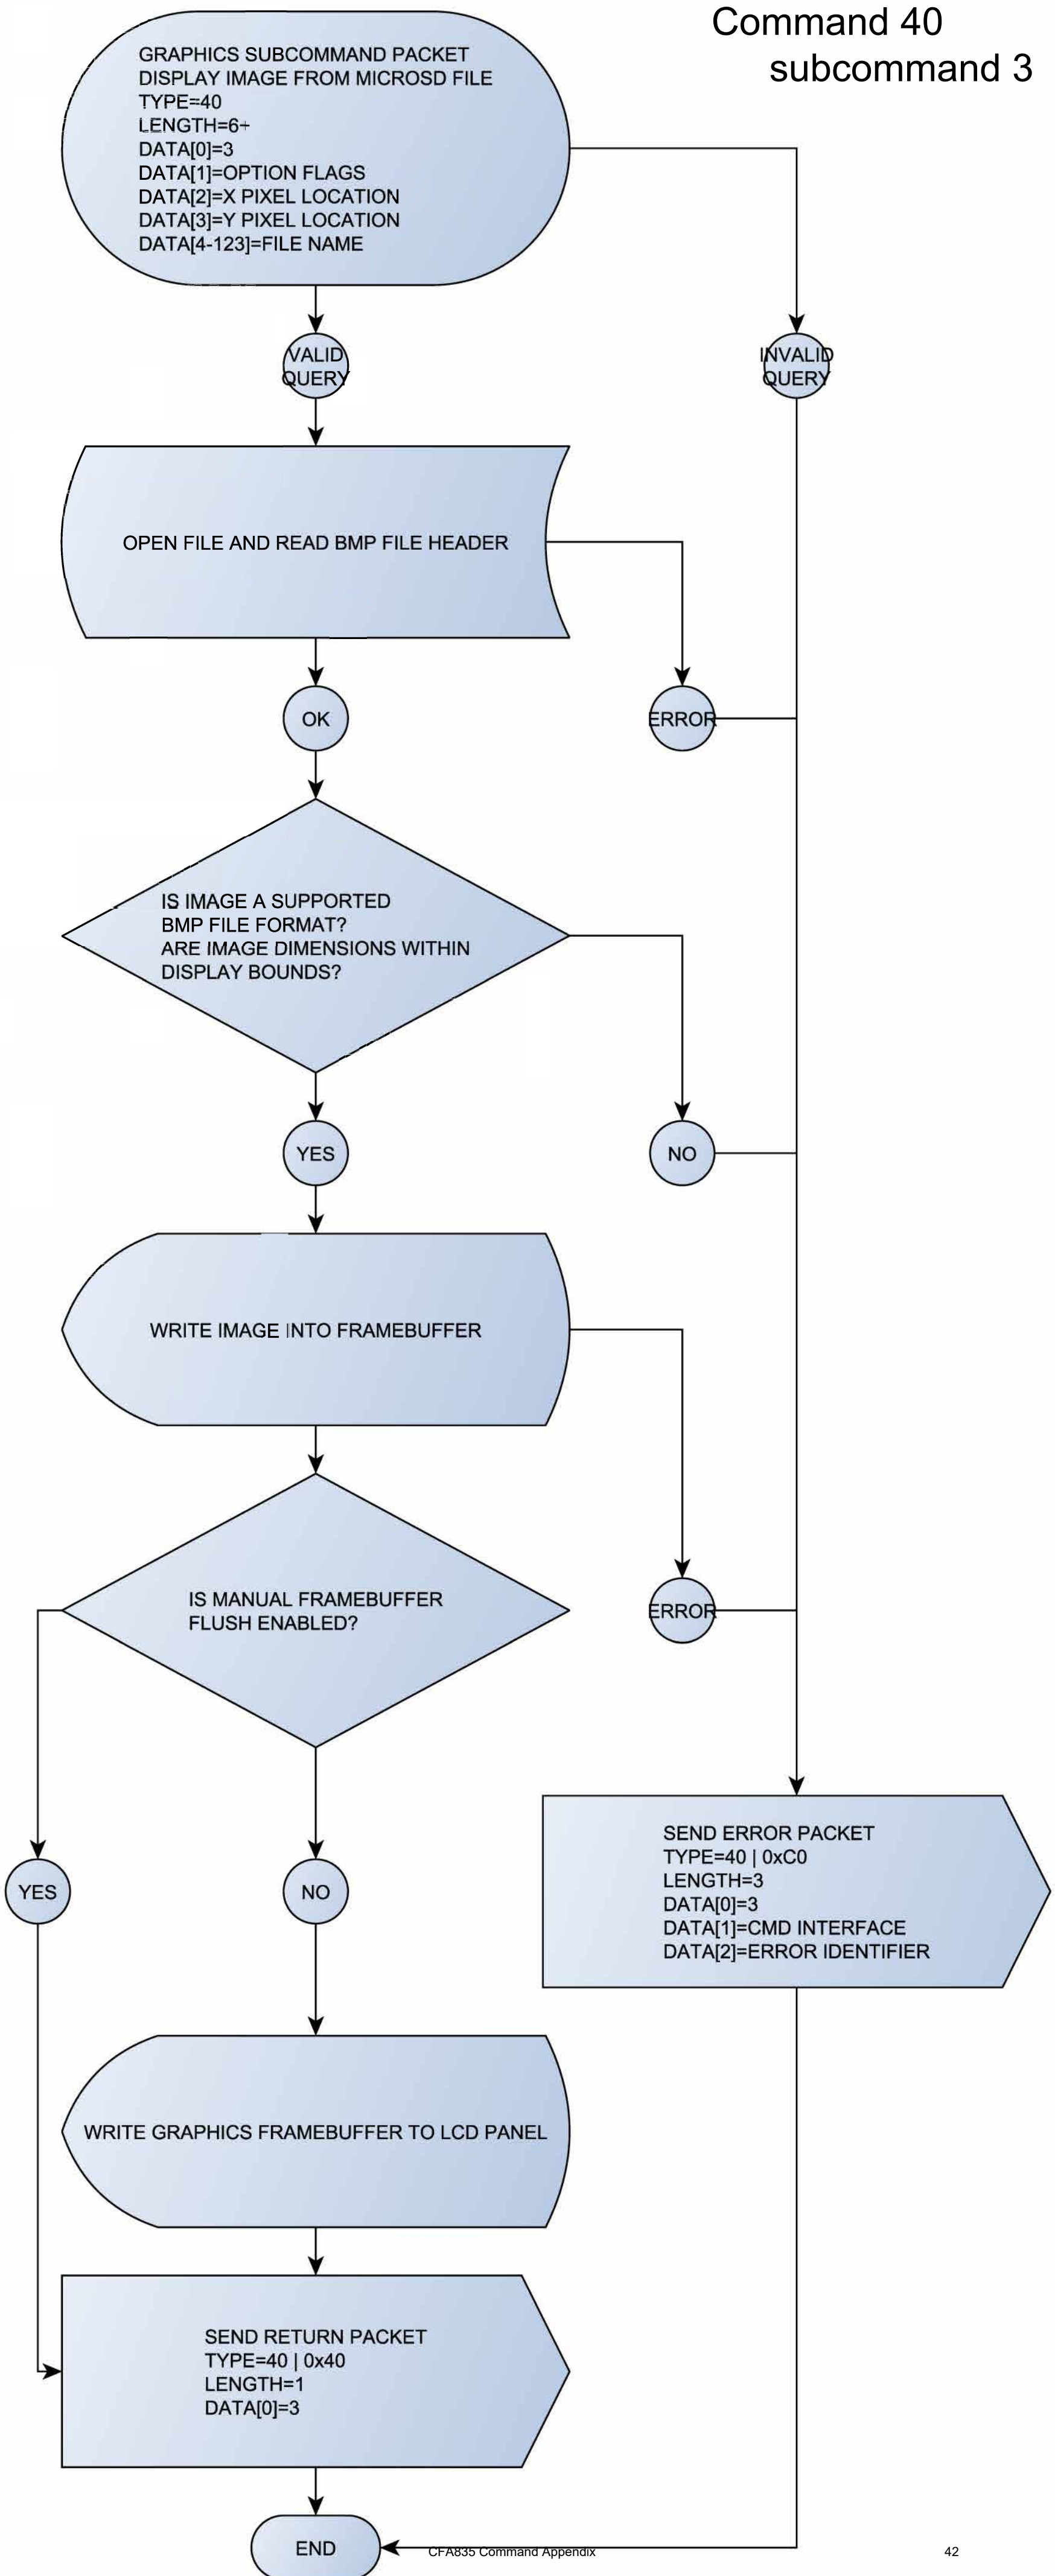 Command 40
subcommand 3
GRAPHICS SUBCOMMAND PACKET
DISPLAY IMAGE FROM MICROSD FILE
TYPE=40
LENGTH=6+
DATA[0]=3
DATA[1]=OPTION FLAGS
DATA[2]=X PIXEL LOCATION
DATA[3]=Y PIXEL LOCATION
DATA[4-123]=FILE NAME
VALID
QUERY
INVALID
QUERY
OPEN FILE AND READ BMP FILE HEADER
OK
ERROR
IS IMAGE A SUPPORTED
BMP FILE FORMAT?
ARE IMAGE DIMENSIONS WITHIN
DISPLAY BOUNDS?
YES
NO
WRITE IMAGE INTO FRAMEBUFFER
IS MANUAL FRAMEBUFFER
FLUSH ENABLED?
ERROR
YES
NO
SEND ERROR PACKET
TYPE=40 | 0xC0
LENGTH=3
DATA[0]=3
DATA[1]=CMD INTERFACE
DATA[2]=ERROR IDENTIFIER
WRITE GRAPHICS FRAMEBUFFER TO LCD PANEL
SEND RETURN PACKET
TYPE=40 | 0x40
LENGTH=1
DATA[0]=3
END
CFA835 Command Appendix
42